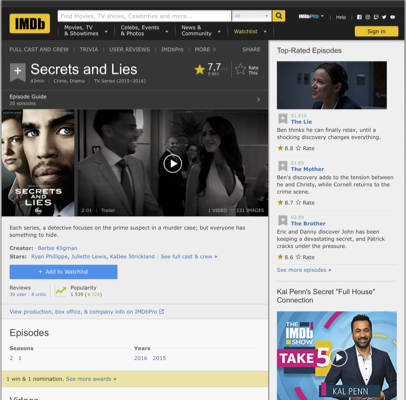 IMDb
Find Movies, TV shows, Celebrities and more...
All
IMDbPro
Help
Movies, TV
& Showtimes
Celebs, Events
& Photos
News &
Community
Watchlist
Sign in
FULL CAST AND CREW | TRIVIA | USER REVIEWS | IMDbPro | MORE
SHARE
Secrets and Lies
7,7
Rate
This
43min | Crime, Drama | TV Series (2015–2016)
Episode Guide
20 episodes
SECRETS AND
LIES
abc
2:01 | Trailer
1 VIDEO
231 IMAGES
Each series, a detective focuses on the prime suspect in a murder case; but everyone has
something to hide.
Creator: Barbie Kligman
Stars: Ryan Phillippe, Juliette Lewis, KaDee Strickland | See full cast & crew »
+ Add to Watchlist
Reviews
39 user | 8 critic
Popularity
1 539
View production, box office, & company info on IMDbPro
Episodes
Seasons
2 1
Years
2016 2015
1 win & 1 nomination. See more awards »
Videos
Top-Rated Episodes
S1.E10
The Lie
Ben thinks he can finally relax, until a
shocking discovery changes everything.
8.8 Rate
S1.E9
The Mother
Ben's discovery adds to the tension between
he and Christy, while Cornell returns to the
crime scene.
8.7 Rate
The Brother
Eric and Danny discover John has been
keeping a devastating secret, and Patrick
cracks under the pressure.
8.6 Rate
See more episodes »
Kal Penn's Secret "Full House"
Connection
THE
IMDb
SHOW
TAKE 5
KAL PENN